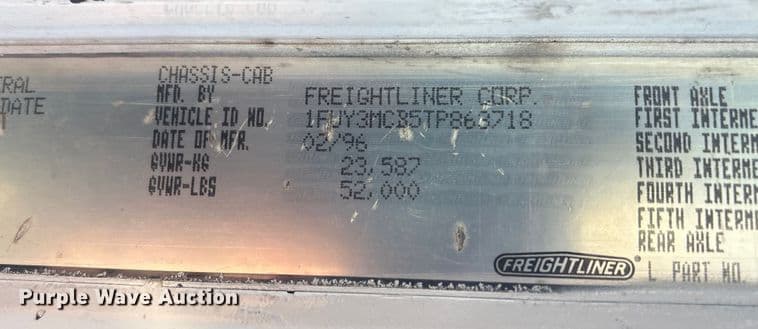 CHASSIS-CAB
RAL MFD. BY FREIGHTLINER CORP. FRONT AXLE
DATE VEHICLE ID NO. 1FUY3MCB5TP863718 FIRST INTERME
DATE OF MFR. 02/96 SECOND INTERM
GVWR-KG 23,587 THIRD INTERME
GVWR-LBS 52,000 FOURTH INTERM
FIFTH INTERM
REAR AXLE
FREIGHTLINER L PART NO.
Purple Wave Auction